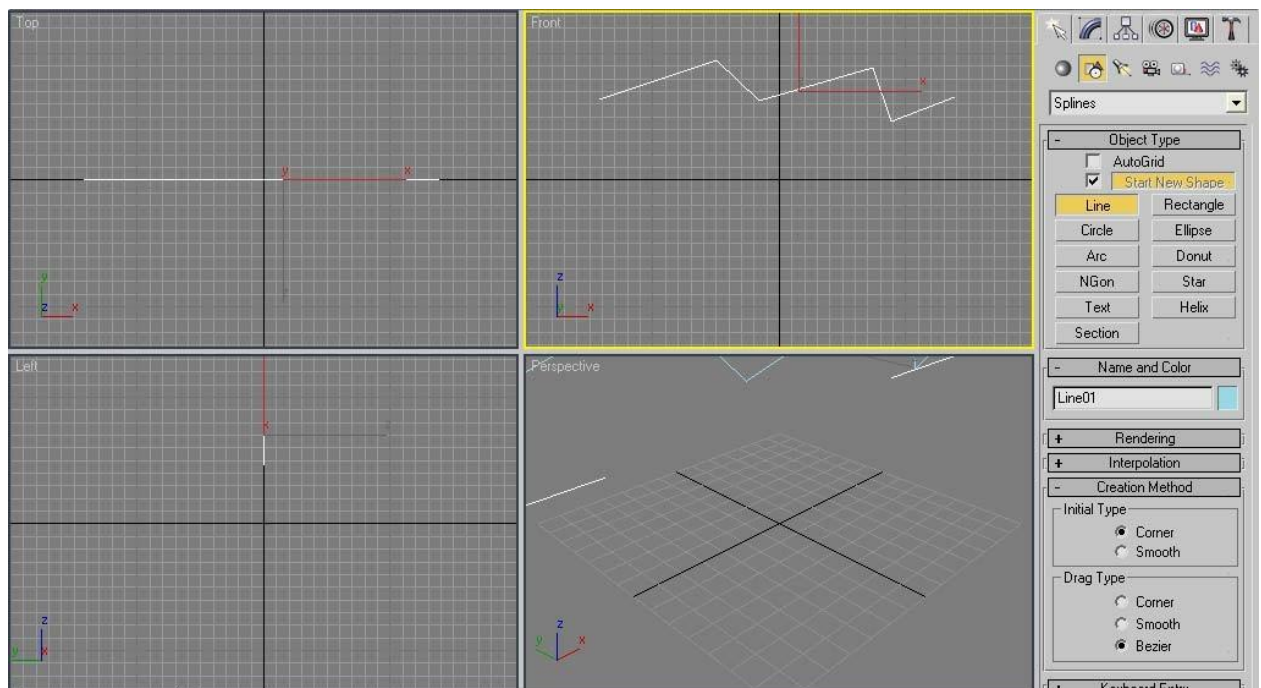 Top
Front
y
x
x
y
z
x
z
y
x
Left
Perspective
x
z
y
x
z
y
x
Splines
- Object Type
AutoGrid
Start New Shape
Line Rectangle
Circle Ellipse
Arc Donut
NGon Star
Text Helix
Section
- Name and Color
Line01
+ Rendering
+ Interpolation
- Creation Method
Initial Type
Corner
Smooth
Drag Type
Corner
Smooth
Bezier
+ Keyboard Entry